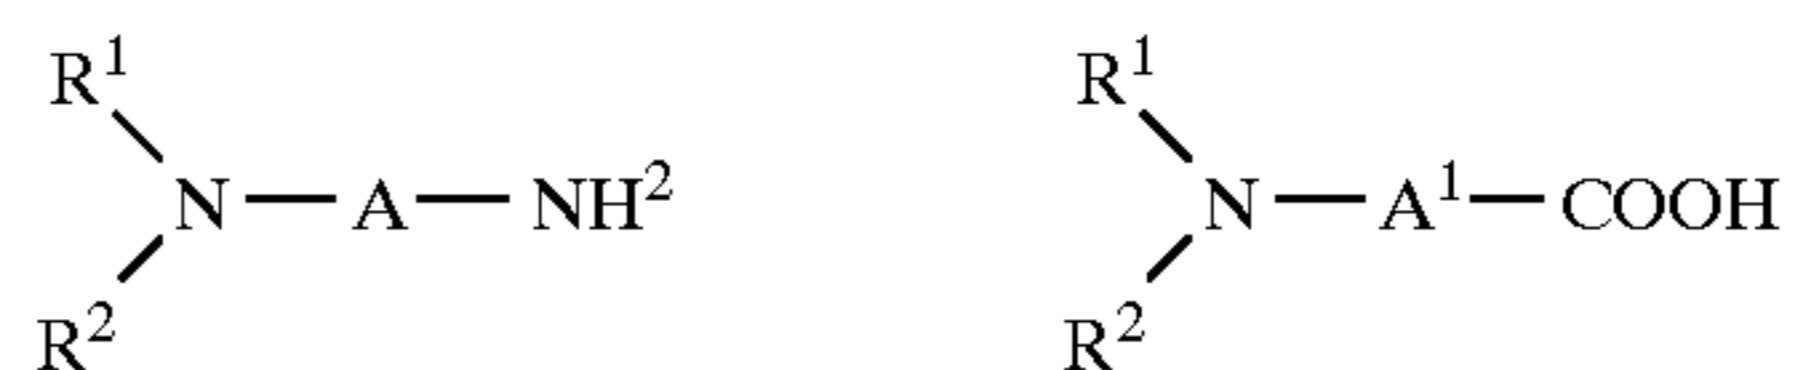 R¹ R¹
N — A — NH² N — A¹ — COOH
R² R²